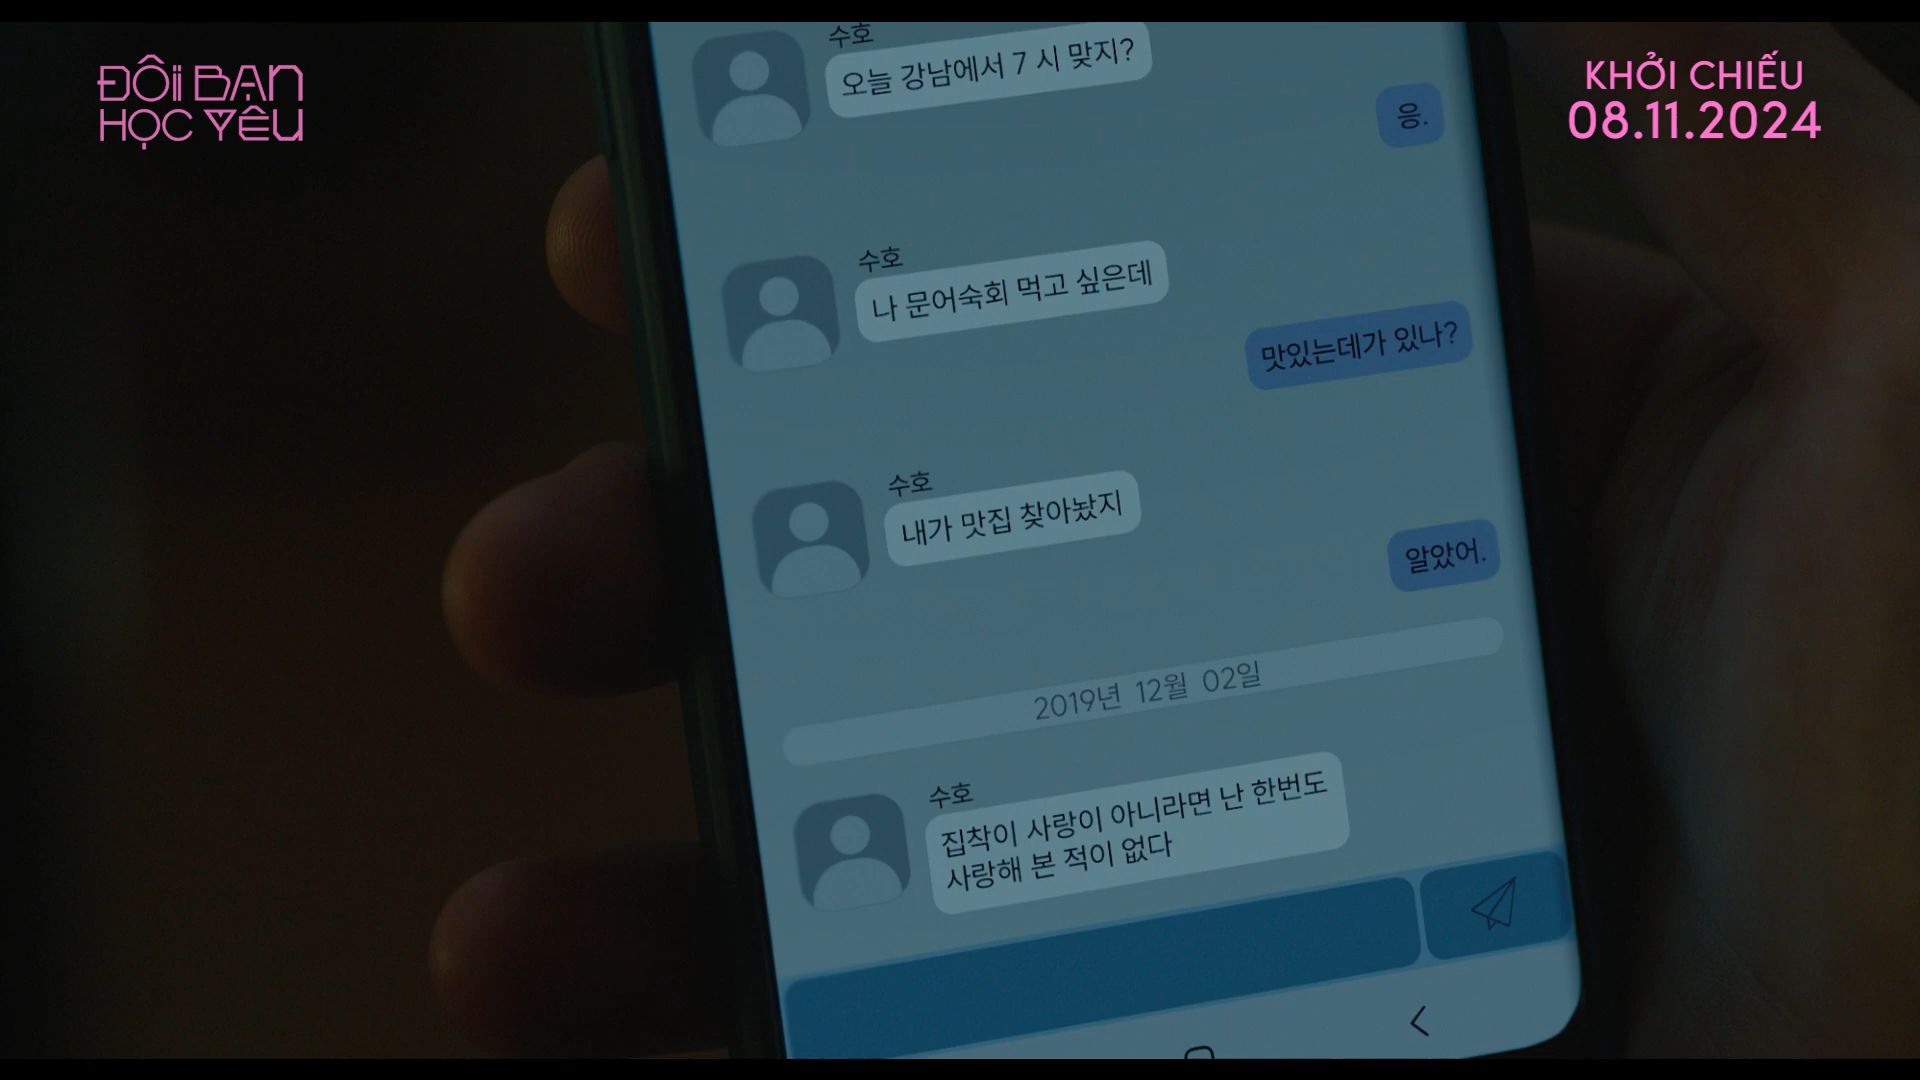 ĐÔI BẠN
HỌC YÊU
KHỞI CHIẾU
08.11.2024
수호
오늘 강남에서 7 시 맞지?
응.
수호
나 문어숙회 먹고 싶은데
맛있는데가 있나?
수호
내가 맛집 찾아놨지
알았어.
2019년 12월 02일
수호
집착이 사랑이 아니라면 난 한번도
사랑해 본 적이 없다